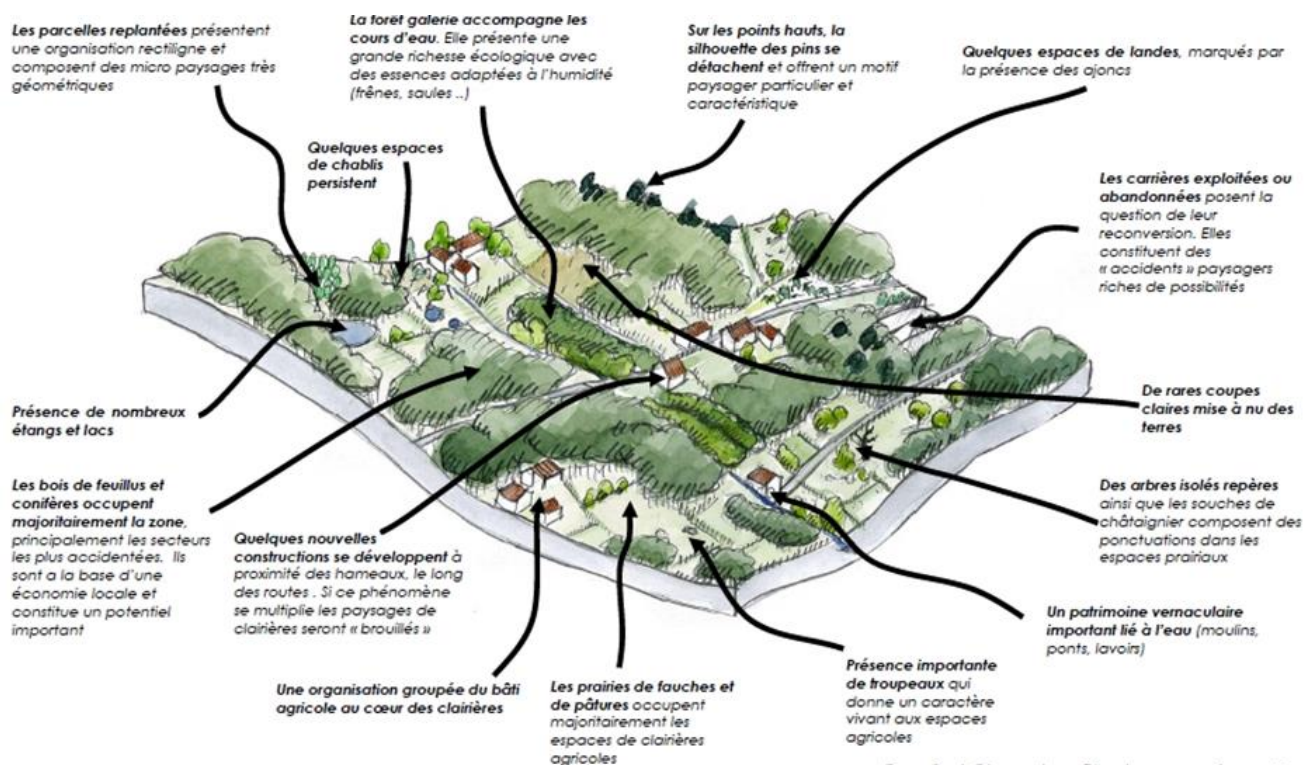 Les parcelles replantées présentent
une organisation rectiligne et
composent des micro paysages très
géométriques
La forêt galerie accompagne les
cours d'eau. Elle présente une
grande richesse écologique avec
des essences adaptées à l'humidité
(frênes, saules ..)
Sur les points hauts, la
silhouette des pins se
détachent et offrent un motif
paysager particulier et
caractéristique
Quelques espaces de landes, marqués par
la présence des ajoncs
Quelques espaces
de chablis
persistent
Les carrières exploitées ou
abandonnées posent la
question de leur
reconversion. Elles
constituent des
« accidents » paysagers
riches de possibilités
Présence de nombreux
étangs et lacs
De rares coupes
claires mise à nu des
terres
Les bois de feuillus et
conifères occupent
majoritairement la zone,
principalement les secteurs
les plus accidentées. Ils
sont a la base d'une
économie locale et
constitue un potentiel
important
Quelques nouvelles
constructions se développent à
proximité des hameaux, le long
des routes . Si ce phénomène
se multiplie les paysages de
clairières seront « brouillés »
Des arbres isolés repères
ainsi que les souches de
châtaignier composent des
ponctuations dans les
espaces prairiaux
Un patrimoine vernaculaire
important lié à l'eau (moulins,
ponts, lavoirs)
Une organisation groupée du bâti
agricole au cœur des clairières
Les prairies de fauches et
de pâtures occupent
majoritairement les
espaces de clairières
agricoles
Présence importante
de troupeaux qui
donne un caractère
vivant aux espaces
agricoles